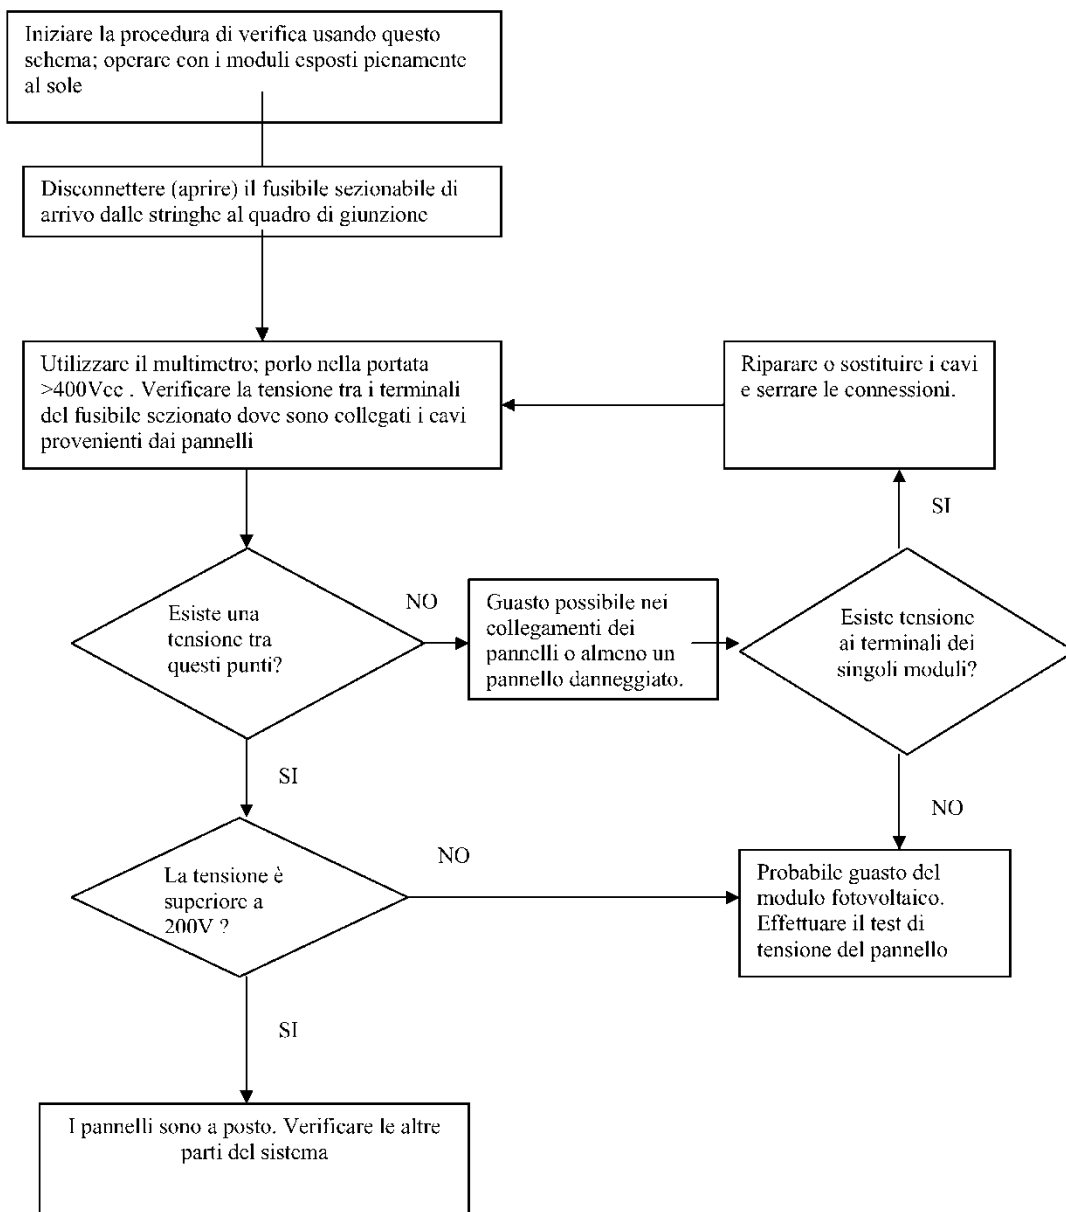 Iniziare la procedura di verifica usando questo
schema; operare con i moduli esposti pienamente
al sole
Disconnettere (aprire) il fusibile sezionabile di
arrivo dalle stringhe al quadro di giunzione
Utilizzare il multimetro; porlo nella portata
>400Vcc . Verificare la tensione tra i terminali
del fusibile sezionato dove sono collegati i cavi
provenienti dai pannelli
Riparare o sostituire i cavi
e serrare le connessioni.
SI
Esiste una
tensione tra
questi punti?
NO
Guasto possibile nei
collegamenti dei
pannelli o almeno un
pannello danneggiato.
Esiste tensione
ai terminali dei
singoli moduli?
SI
NO
La tensione è
superiore a
200V ?
NO
Probabile guasto del
modulo fotovoltaico.
Effettuare il test di
tensione del pannello
SI
I pannelli sono a posto. Verificare le altre
parti del sistema